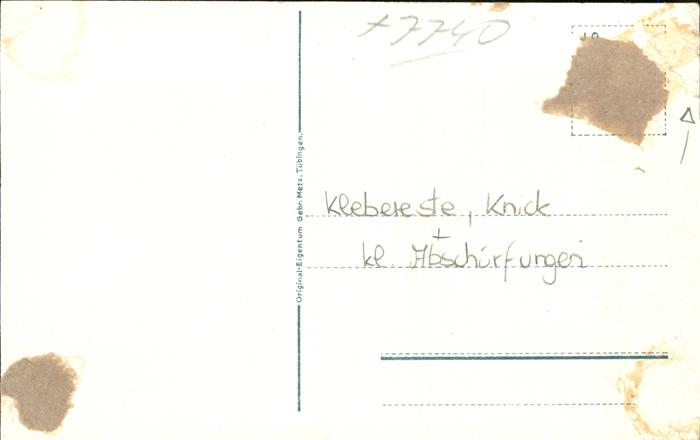 +7740
Original-Eigentum Gebr. Metz, Tübingen.
Klebereste, Knick
+
kl. Abschürfungen